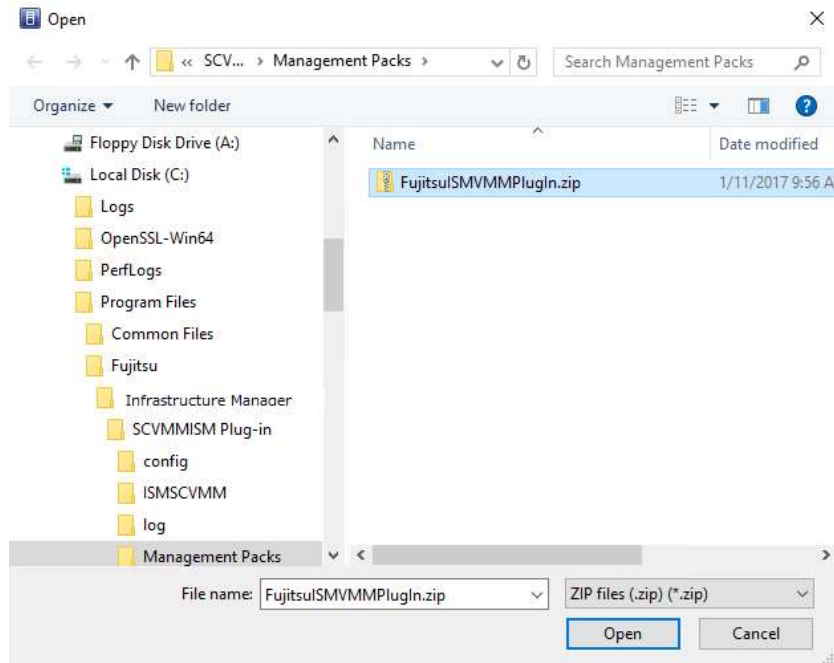 Open
« SCV... > Management Packs >
Search Management Packs
Organize
New folder
Floppy Disk Drive (A:)
Local Disk (C:)
Logs
OpenSSL-Win64
PerfLogs
Program Files
Common Files
Fujitsu
Infrastructure Manager
SCVMMISM Plug-in
config
ISMSCVMM
log
Management Packs
Name
Date modified
FujitsuISMVMMPlugIn.zip
1/11/2017 9:56 A
File name:
FujitsuISMVMMPlugIn.zip
ZIP files (.zip) (*.zip)
Open
Cancel